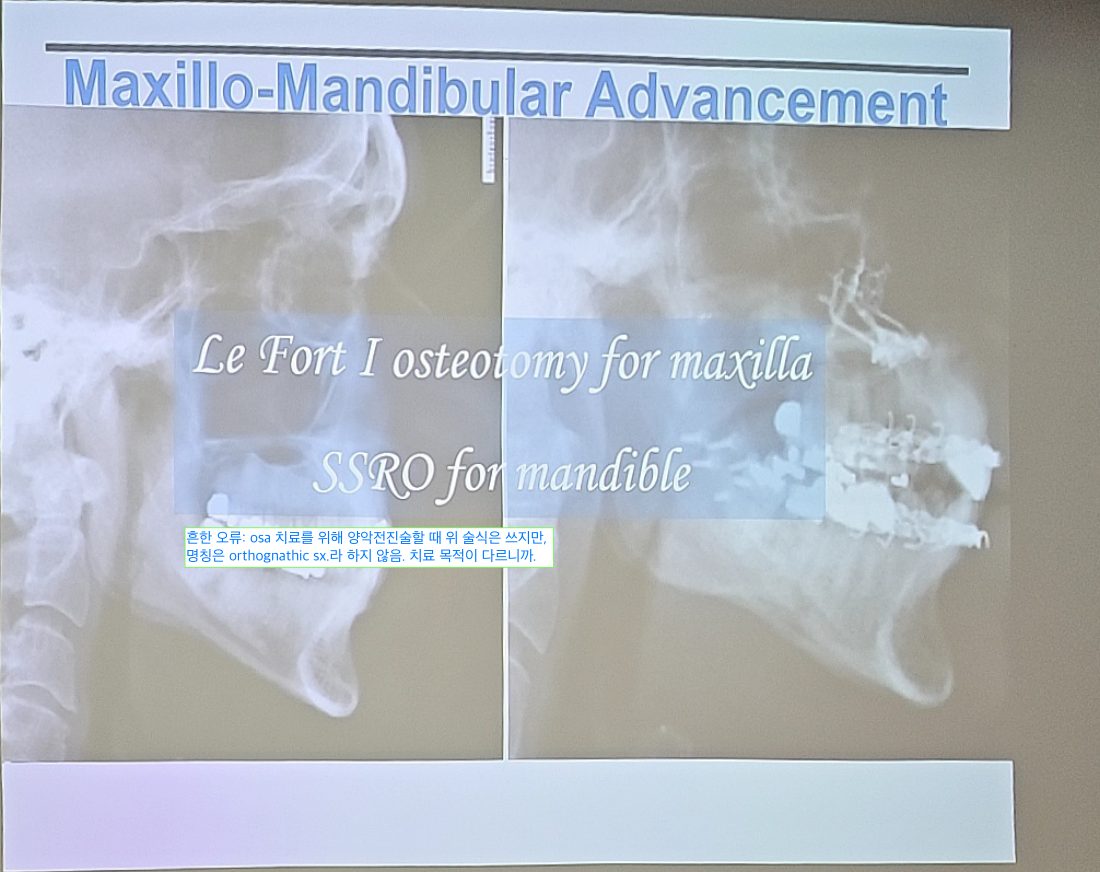 Maxillo-Mandibular Advancement
Le Fort I osteotomy for maxilla
SSRO for mandible
흔한 오류: osa 치료를 위해 양악전진술할 때 위 술식은 쓰지만,
명칭은 orthognathic sx.라 하지 않음. 치료 목적이 다르니까.